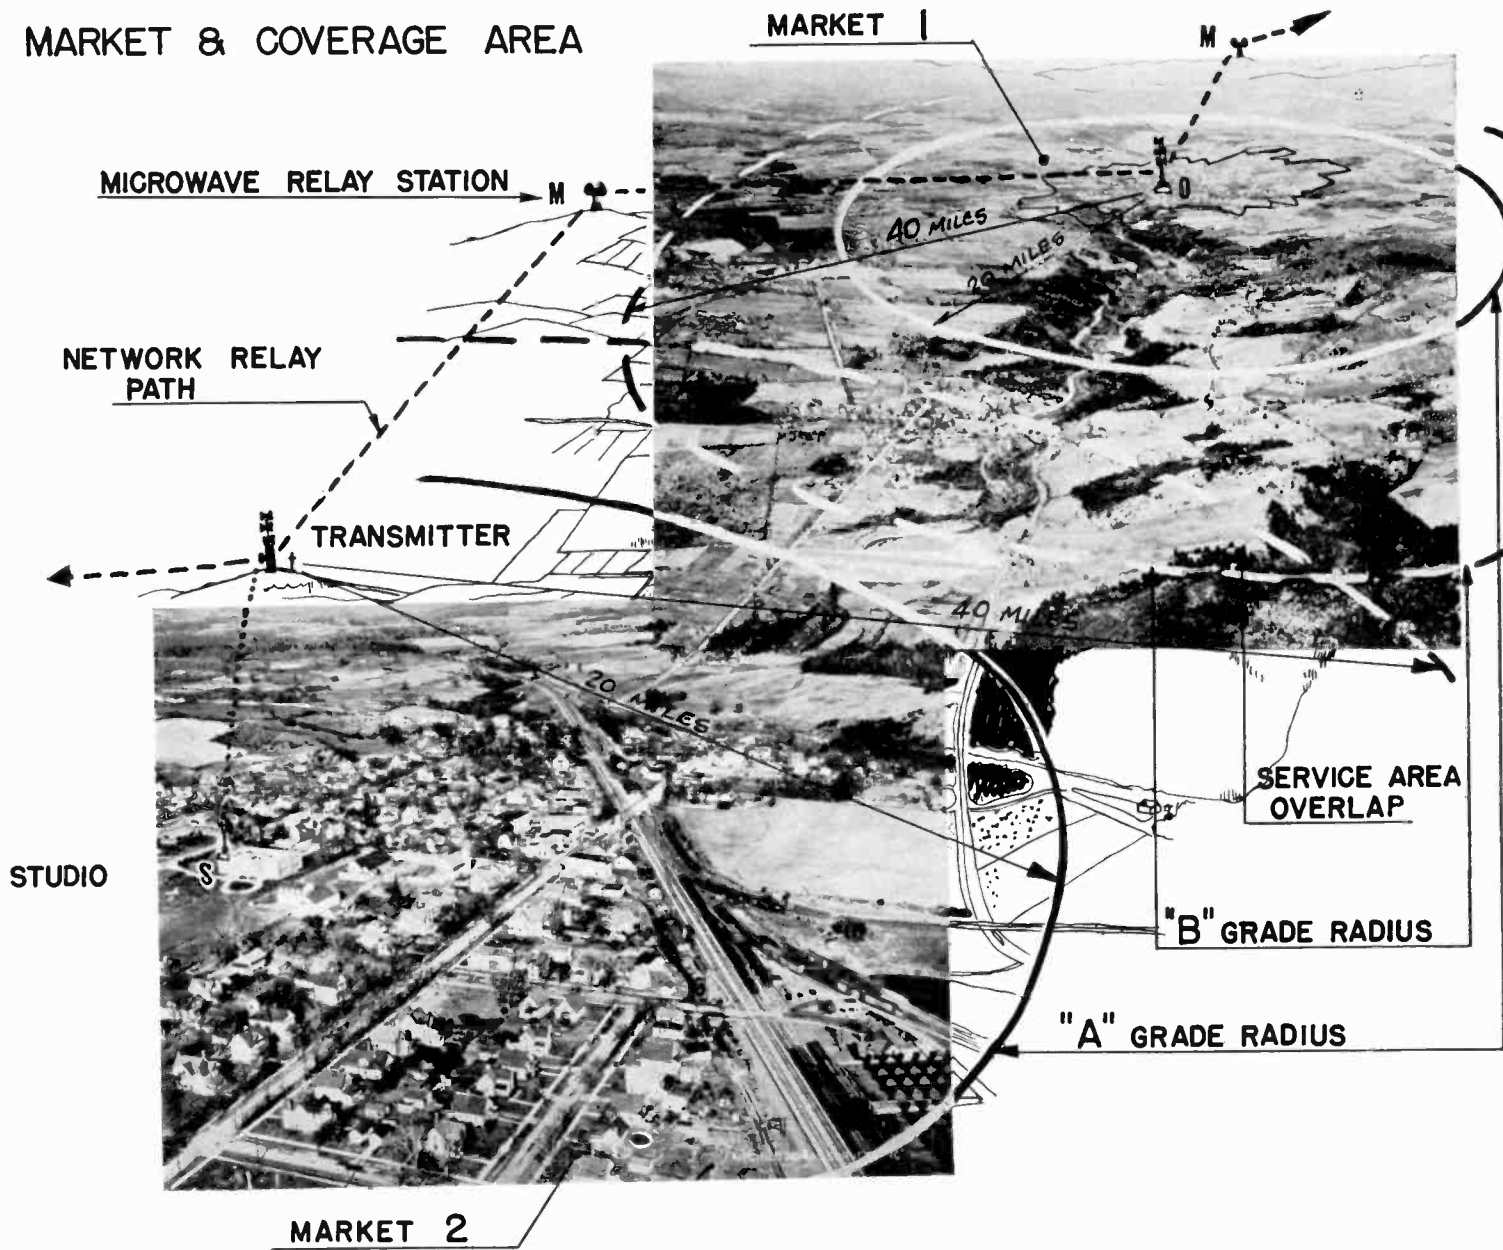 MARKET & COVERAGE AREA
MARKET 1
M
MICROWAVE RELAY STATION
M
O
40 MILES
20 MILES
NETWORK RELAY
PATH
TRANSMITTER
40 MILES
20 MILES
SERVICE AREA
OVERLAP
STUDIO
S
"B" GRADE RADIUS
"A" GRADE RADIUS
MARKET 2